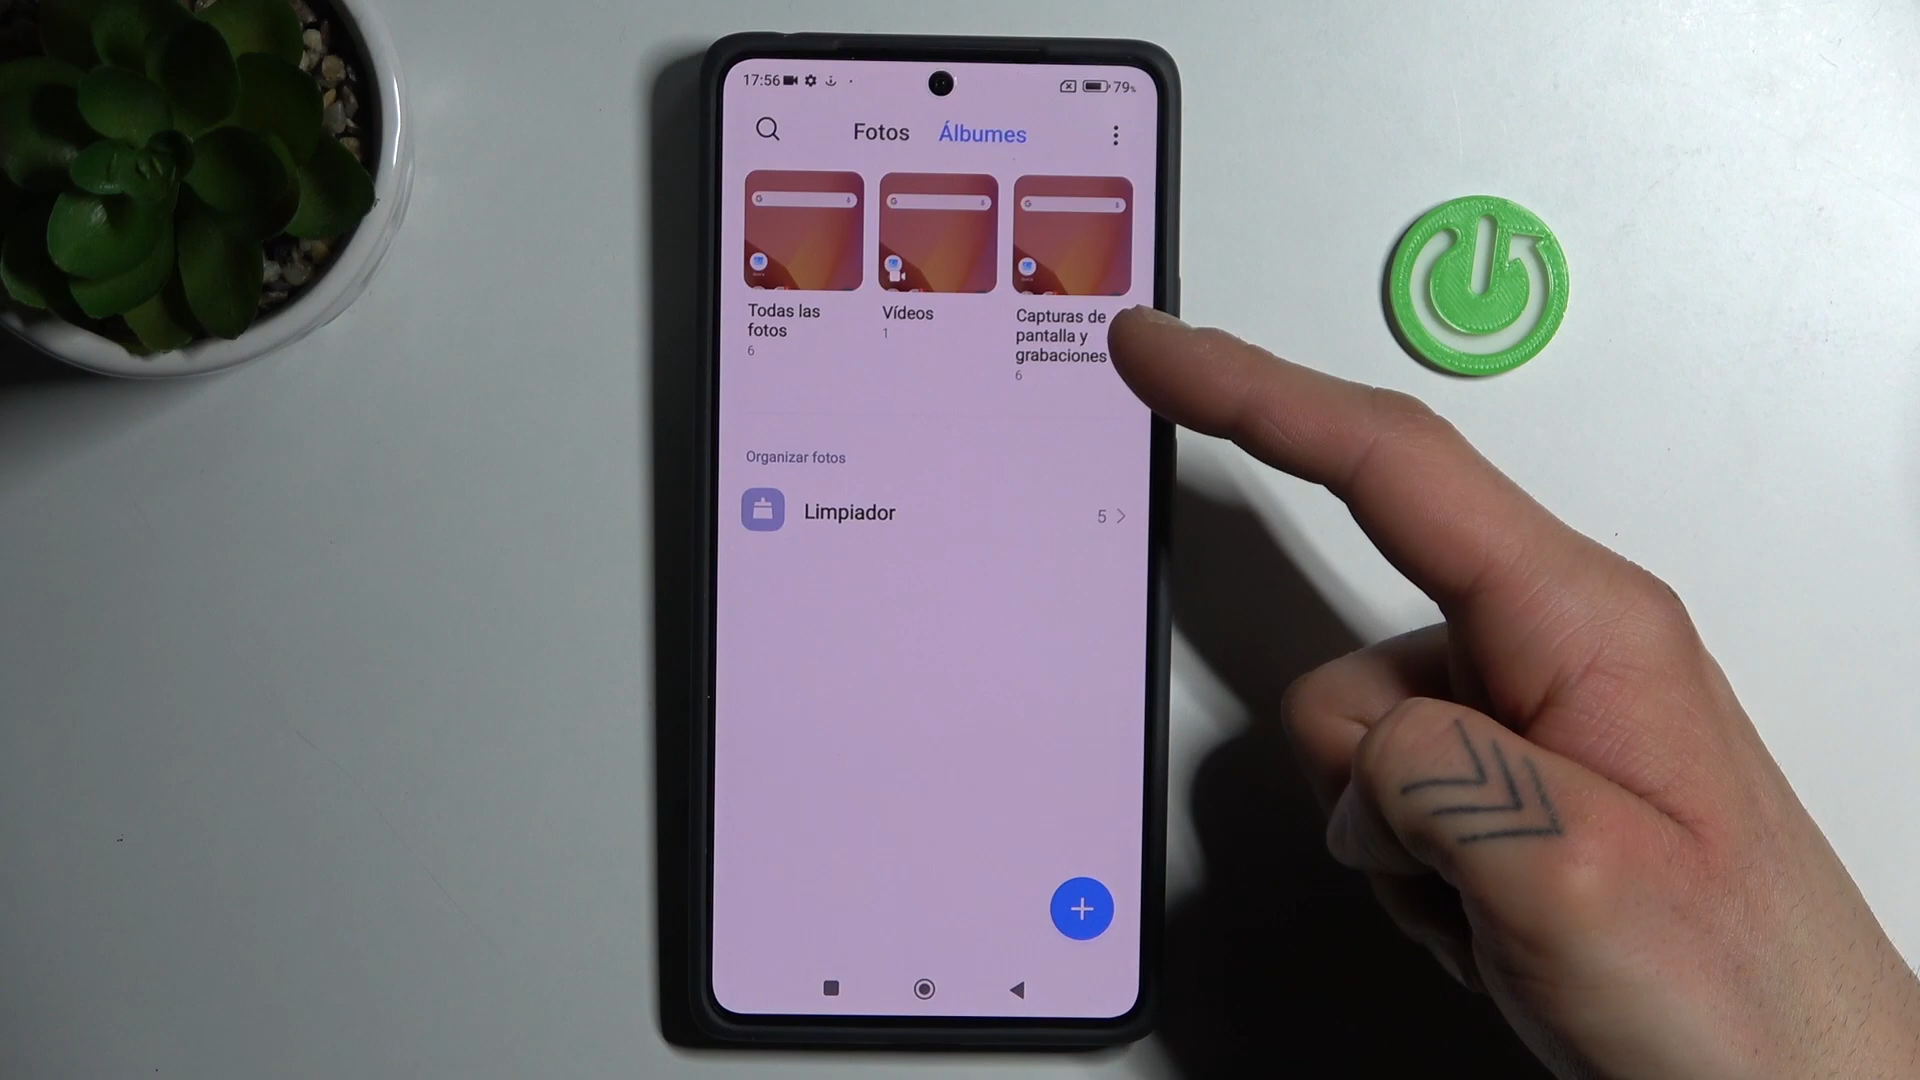 17:56
79%
Fotos Álbumes
Todas las
fotos
6
Vídeos
1
Capturas de
pantalla y
grabaciones
6
Organizar fotos
Limpiador
5